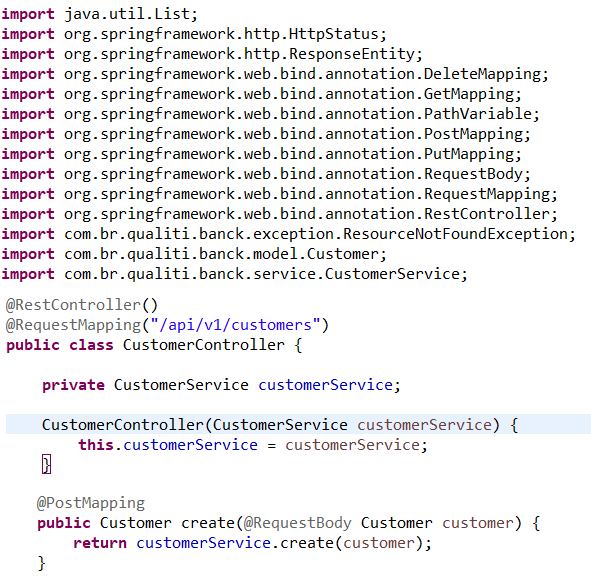 import java.util.List;
import org.springframework.http.HttpStatus;
import org.springframework.http.ResponseEntity;
import org.springframework.web.bind.annotation.DeleteMapping;
import org.springframework.web.bind.annotation.GetMapping;
import org.springframework.web.bind.annotation.PathVariable;
import org.springframework.web.bind.annotation.PostMapping;
import org.springframework.web.bind.annotation.PutMapping;
import org.springframework.web.bind.annotation.RequestBody;
import org.springframework.web.bind.annotation.RequestMapping;
import org.springframework.web.bind.annotation.RestController;
import com.br.qualiti.banck.exception.ResourceNotFoundException;
import com.br.qualiti.banck.model.Customer;
import com.br.qualiti.banck.service.CustomerService;
@RestController()
@RequestMapping("/api/v1/customers")
public class CustomerController {
private CustomerService customerService;
CustomerController(CustomerService customerService) {
this.customerService = customerService;
}
@PostMapping
public Customer create(@RequestBody Customer customer) {
return customerService.create(customer);
}